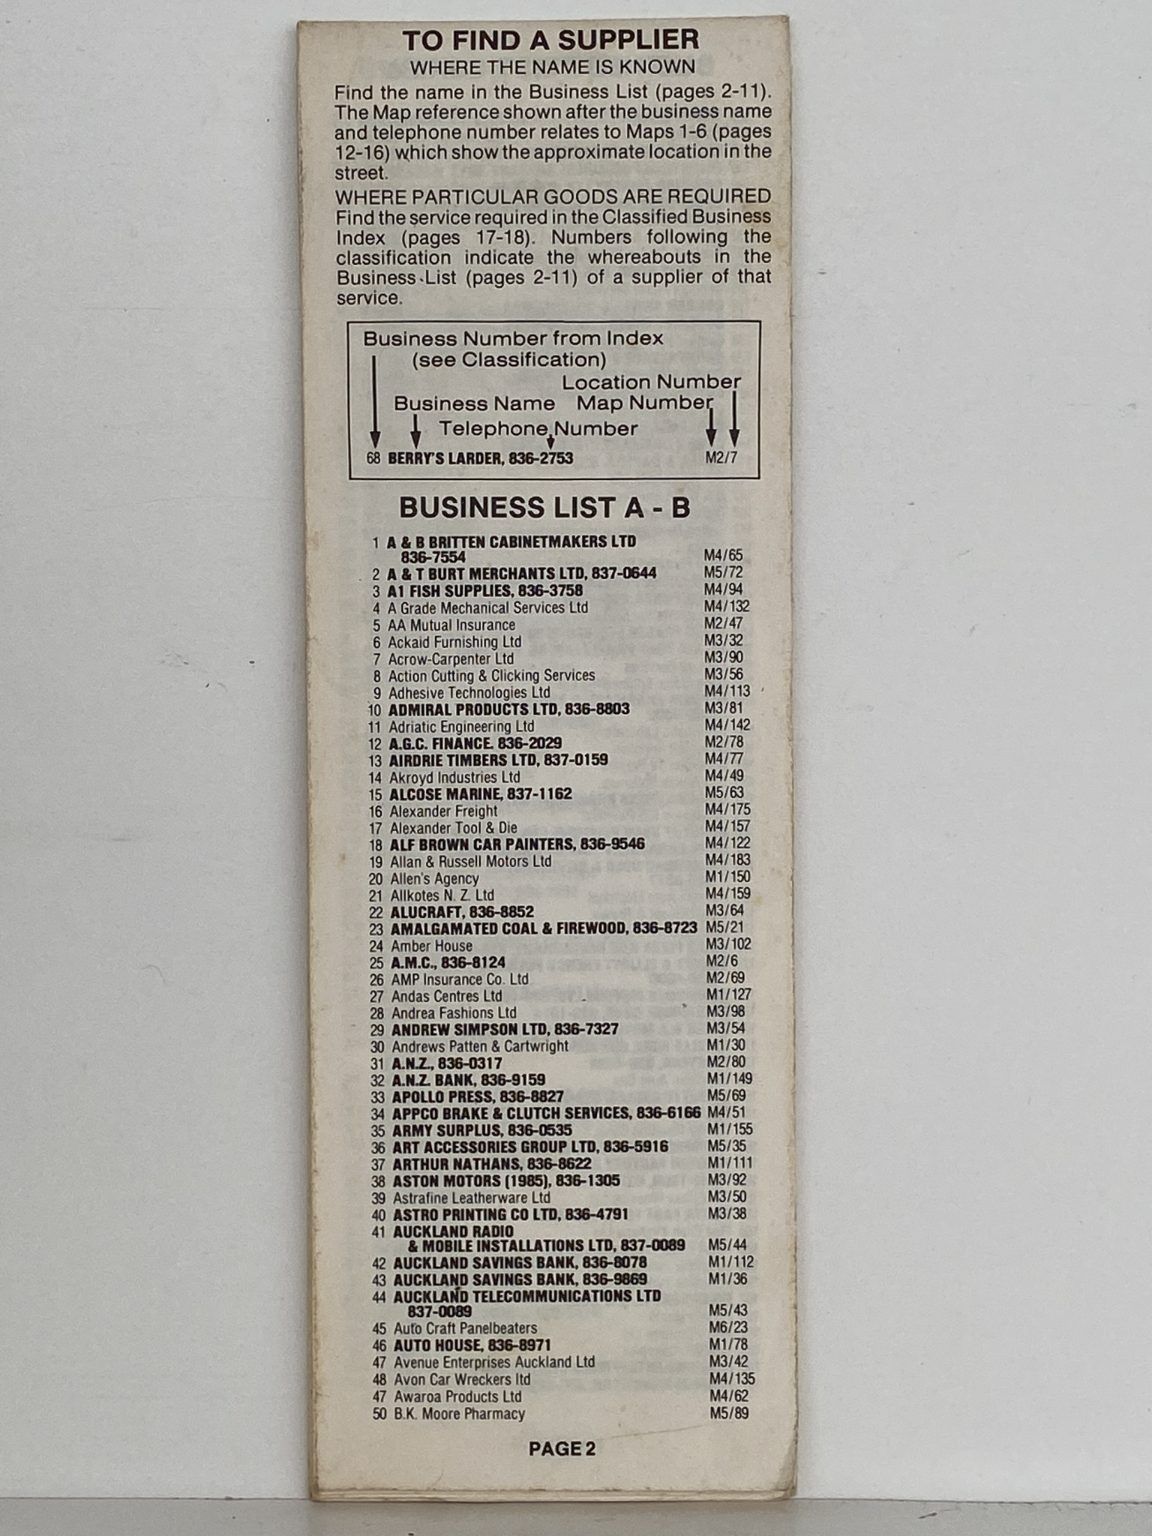 TO FIND A SUPPLIER
WHERE THE NAME IS KNOWN
Find the name in the Business List (pages 2-11).
The Map reference shown after the business name
and telephone number relates to Maps 1-6 (pages
12-16) which show the approximate location in the
street.
WHERE PARTICULAR GOODS ARE REQUIRED
Find the service required in the Classified Business
Index (pages 17-18). Numbers following the
classification indicate the whereabouts in the
Business List (pages 2-11) of a supplier of that
service.
Business Number from Index
(see Classification)
Location Number
Business Name Map Number
Telephone Number
68 BERRY'S LARDER, 836-2753 M2/7
BUSINESS LIST A - B
1 A & B BRITTEN CABINETMAKERS LTD
836-7554 M4/65
2 A & T BURT MERCHANTS LTD, 837-0644 M5/72
3 A1 FISH SUPPLIES, 836-3758 M4/94
4 A Grade Mechanical Services Ltd M4/132
5 AA Mutual Insurance M2/47
6 Ackaid Furnishing Ltd M3/32
7 Acrow-Carpenter Ltd M3/90
8 Action Cutting & Clicking Services M3/56
9 Adhesive Technologies Ltd M4/113
10 ADMIRAL PRODUCTS LTD, 836-8803 M3/81
11 Adriatic Engineering Ltd M4/142
12 A.G.C. FINANCE. 836-2029 M2/78
13 AIRDRIE TIMBERS LTD, 837-0159 M4/77
14 Akroyd Industries Ltd M4/49
15 ALCOSE MARINE, 837-1162 M5/63
16 Alexander Freight M4/175
17 Alexander Tool & Die M4/157
18 ALF BROWN CAR PAINTERS, 836-9546 M4/122
19 Allan & Russell Motors Ltd M4/183
20 Allen's Agency M1/150
21 Allkotes N. Z. Ltd M4/159
22 ALUCRAFT, 836-8852 M3/64
23 AMALGAMATED COAL & FIREWOOD, 836-8723 M5/21
24 Amber House M3/102
25 A.M.C., 836-8124 M2/6
26 AMP Insurance Co. Ltd M2/69
27 Andas Centres Ltd M1/127
28 Andrea Fashions Ltd M3/98
29 ANDREW SIMPSON LTD, 836-7327 M3/54
30 Andrews Patten & Cartwright M1/30
31 A.N.Z., 836-0317 M2/80
32 A.N.Z. BANK, 836-9159 M1/149
33 APOLLO PRESS, 836-8827 M5/69
34 APPCO BRAKE & CLUTCH SERVICES, 836-6166 M4/51
35 ARMY SURPLUS, 836-0535 M1/155
36 ART ACCESSORIES GROUP LTD, 836-5916 M5/35
37 ARTHUR NATHANS, 836-8622 M1/111
38 ASTON MOTORS (1985), 836-1305 M3/92
39 Astrafine Leatherware Ltd M3/50
40 ASTRO PRINTING CO LTD, 836-4791 M3/38
41 AUCKLAND RADIO
& MOBILE INSTALLATIONS LTD, 837-0089 M5/44
42 AUCKLAND SAVINGS BANK, 836-8078 M1/112
43 AUCKLAND SAVINGS BANK, 836-9869 M1/36
44 AUCKLAND TELECOMMUNICATIONS LTD
837-0089 M5/43
45 Auto Craft Panelbeaters M6/23
46 AUTO HOUSE, 836-8971 M1/78
47 Avenue Enterprises Auckland Ltd M3/42
48 Avon Car Wreckers ltd M4/135
47 Awaroa Products Ltd M4/62
50 B.K. Moore Pharmacy M5/89
PAGE 2